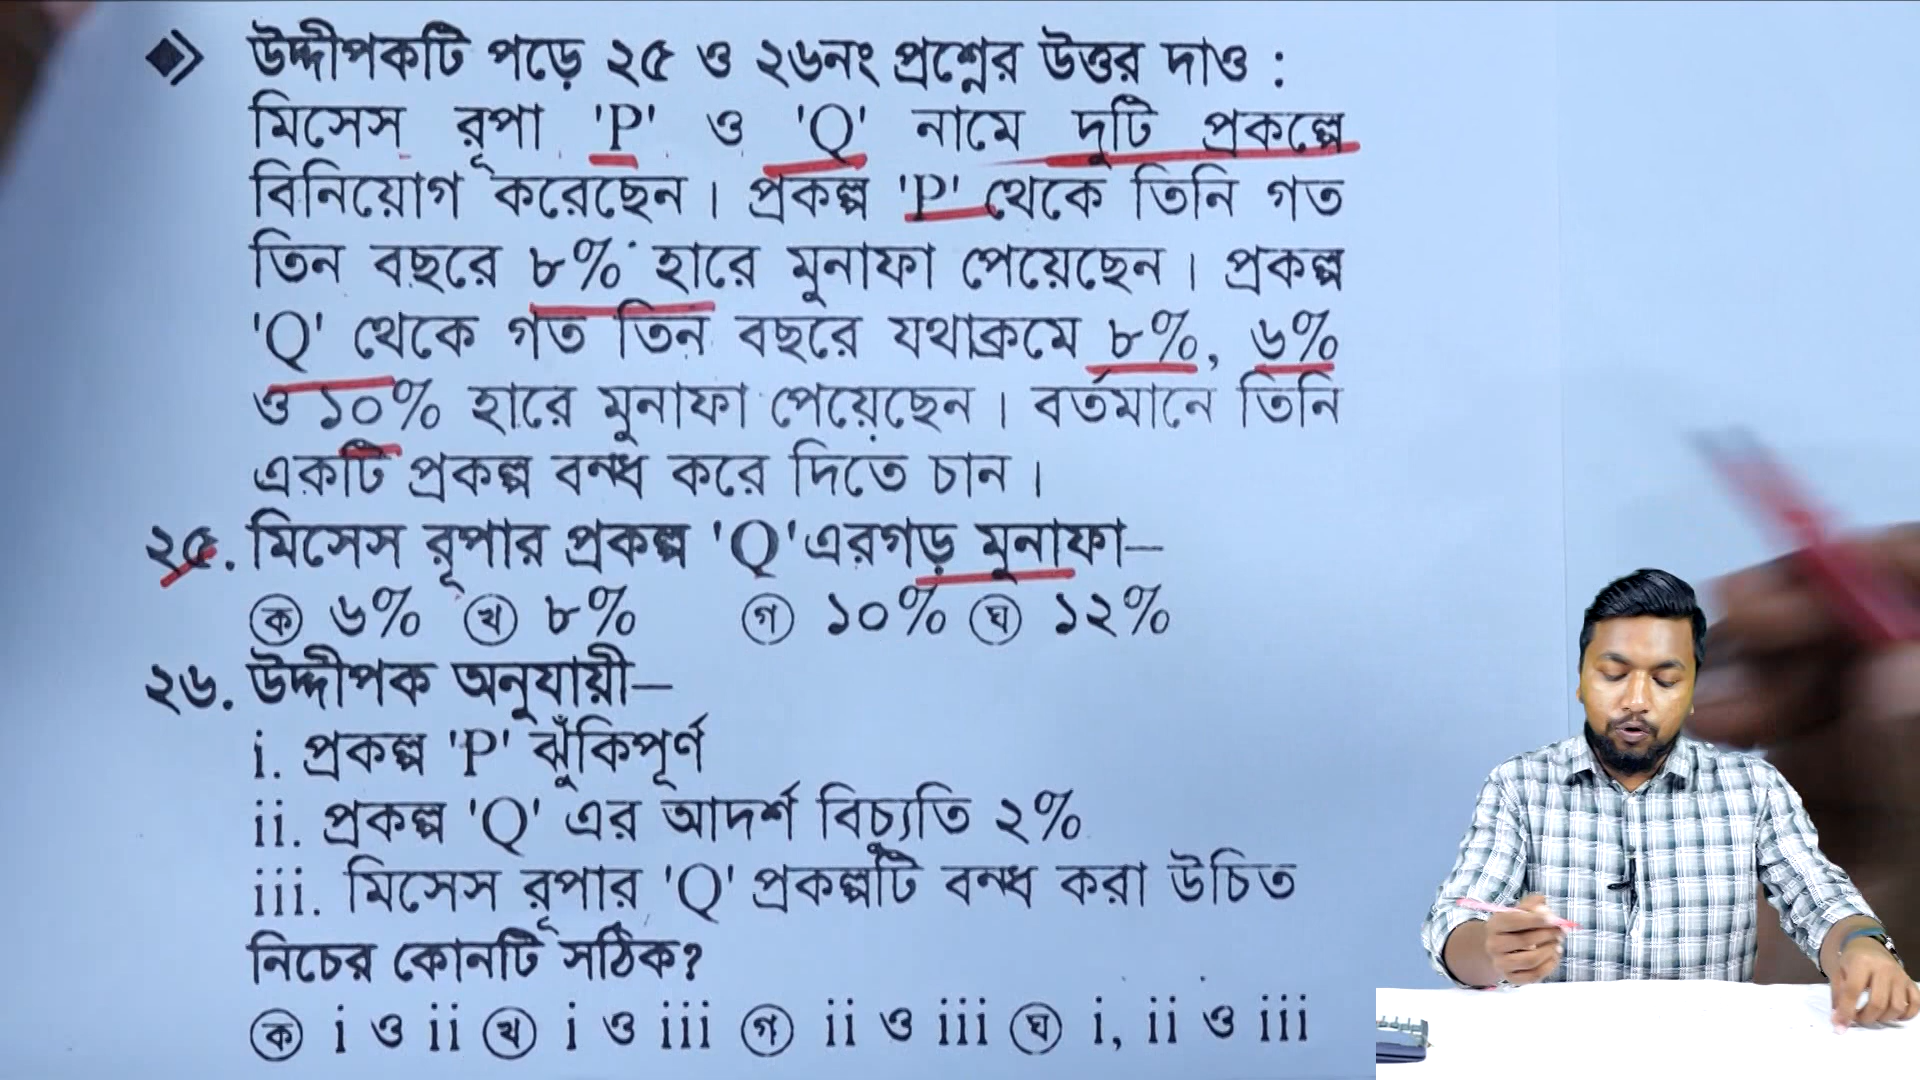 উদ্দীপকটি পড়ে ২৫ ও ২৬নং প্রশ্নের উত্তর দাও :
মিসেস রূপা 'P' ও 'Q' নামে দুটি প্রকল্পে
বিনিয়োগ করেছেন। প্রকল্প 'P' থেকে তিনি গত
তিন বছরে ৮% হারে মুনাফা পেয়েছেন। প্রকল্প
'Q' থেকে গত তিন বছরে যথাক্রমে ৮%, ৬%
ও ১০% হারে মুনাফা পেয়েছেন। বর্তমানে তিনি
একটি প্রকল্প বন্ধ করে দিতে চান।
২৫. মিসেস রূপার প্রকল্প 'Q'এরগড় মুনাফা—
ক ৬% খ ৮% গ ১০% ঘ ১২%
২৬. উদ্দীপক অনুযায়ী—
i. প্রকল্প 'P' ঝুঁকিপূর্ণ
ii. প্রকল্প 'Q' এর আদর্শ বিচ্যুতি ২%
iii. মিসেস রূপার 'Q' প্রকল্পটি বন্ধ করা উচিত
নিচের কোনটি সঠিক?
ক i ও ii খ i ও iii গ ii ও iii ঘ i, ii ও iii